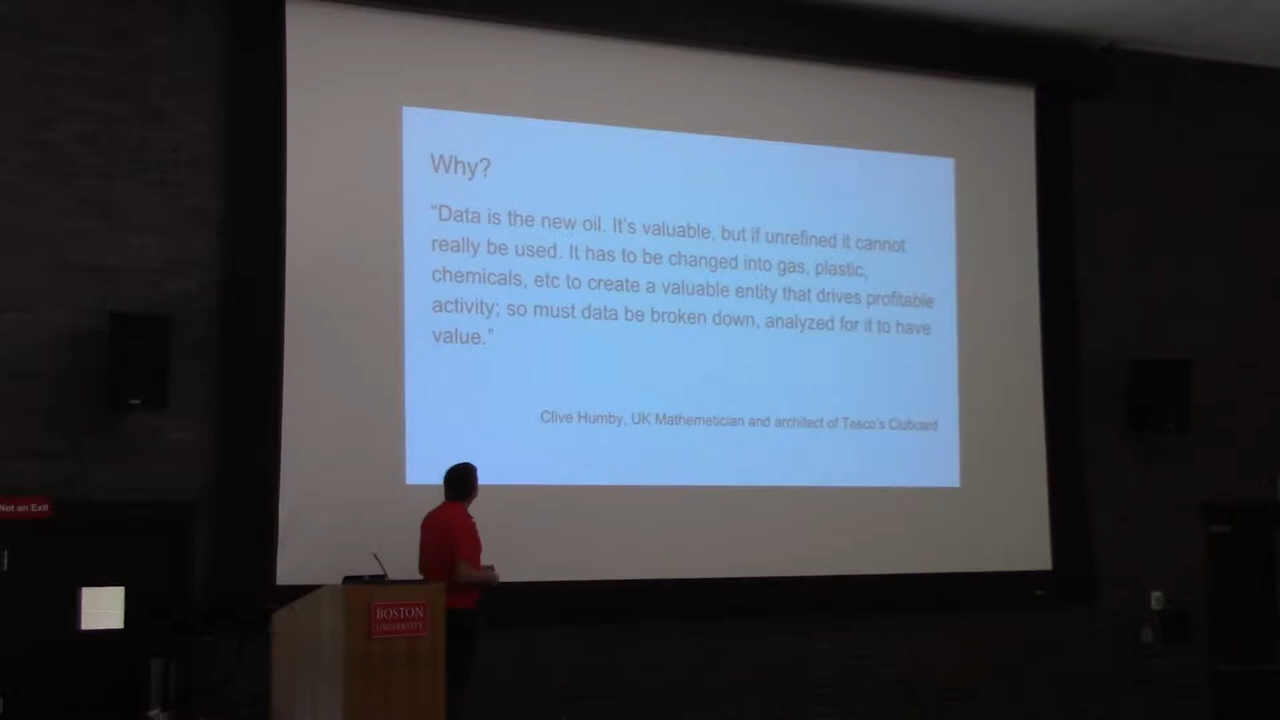 Why?
"Data is the new oil. It's valuable, but if unrefined it cannot
really be used. It has to be changed into gas, plastic,
chemicals, etc to create a valuable entity that drives profitable
activity; so must data be broken down, analyzed for it to have
value."
Clive Humby, UK Mathemetician and architect of Tesco's Clubcard
Not an Exit
BOSTON
UNIVERSITY